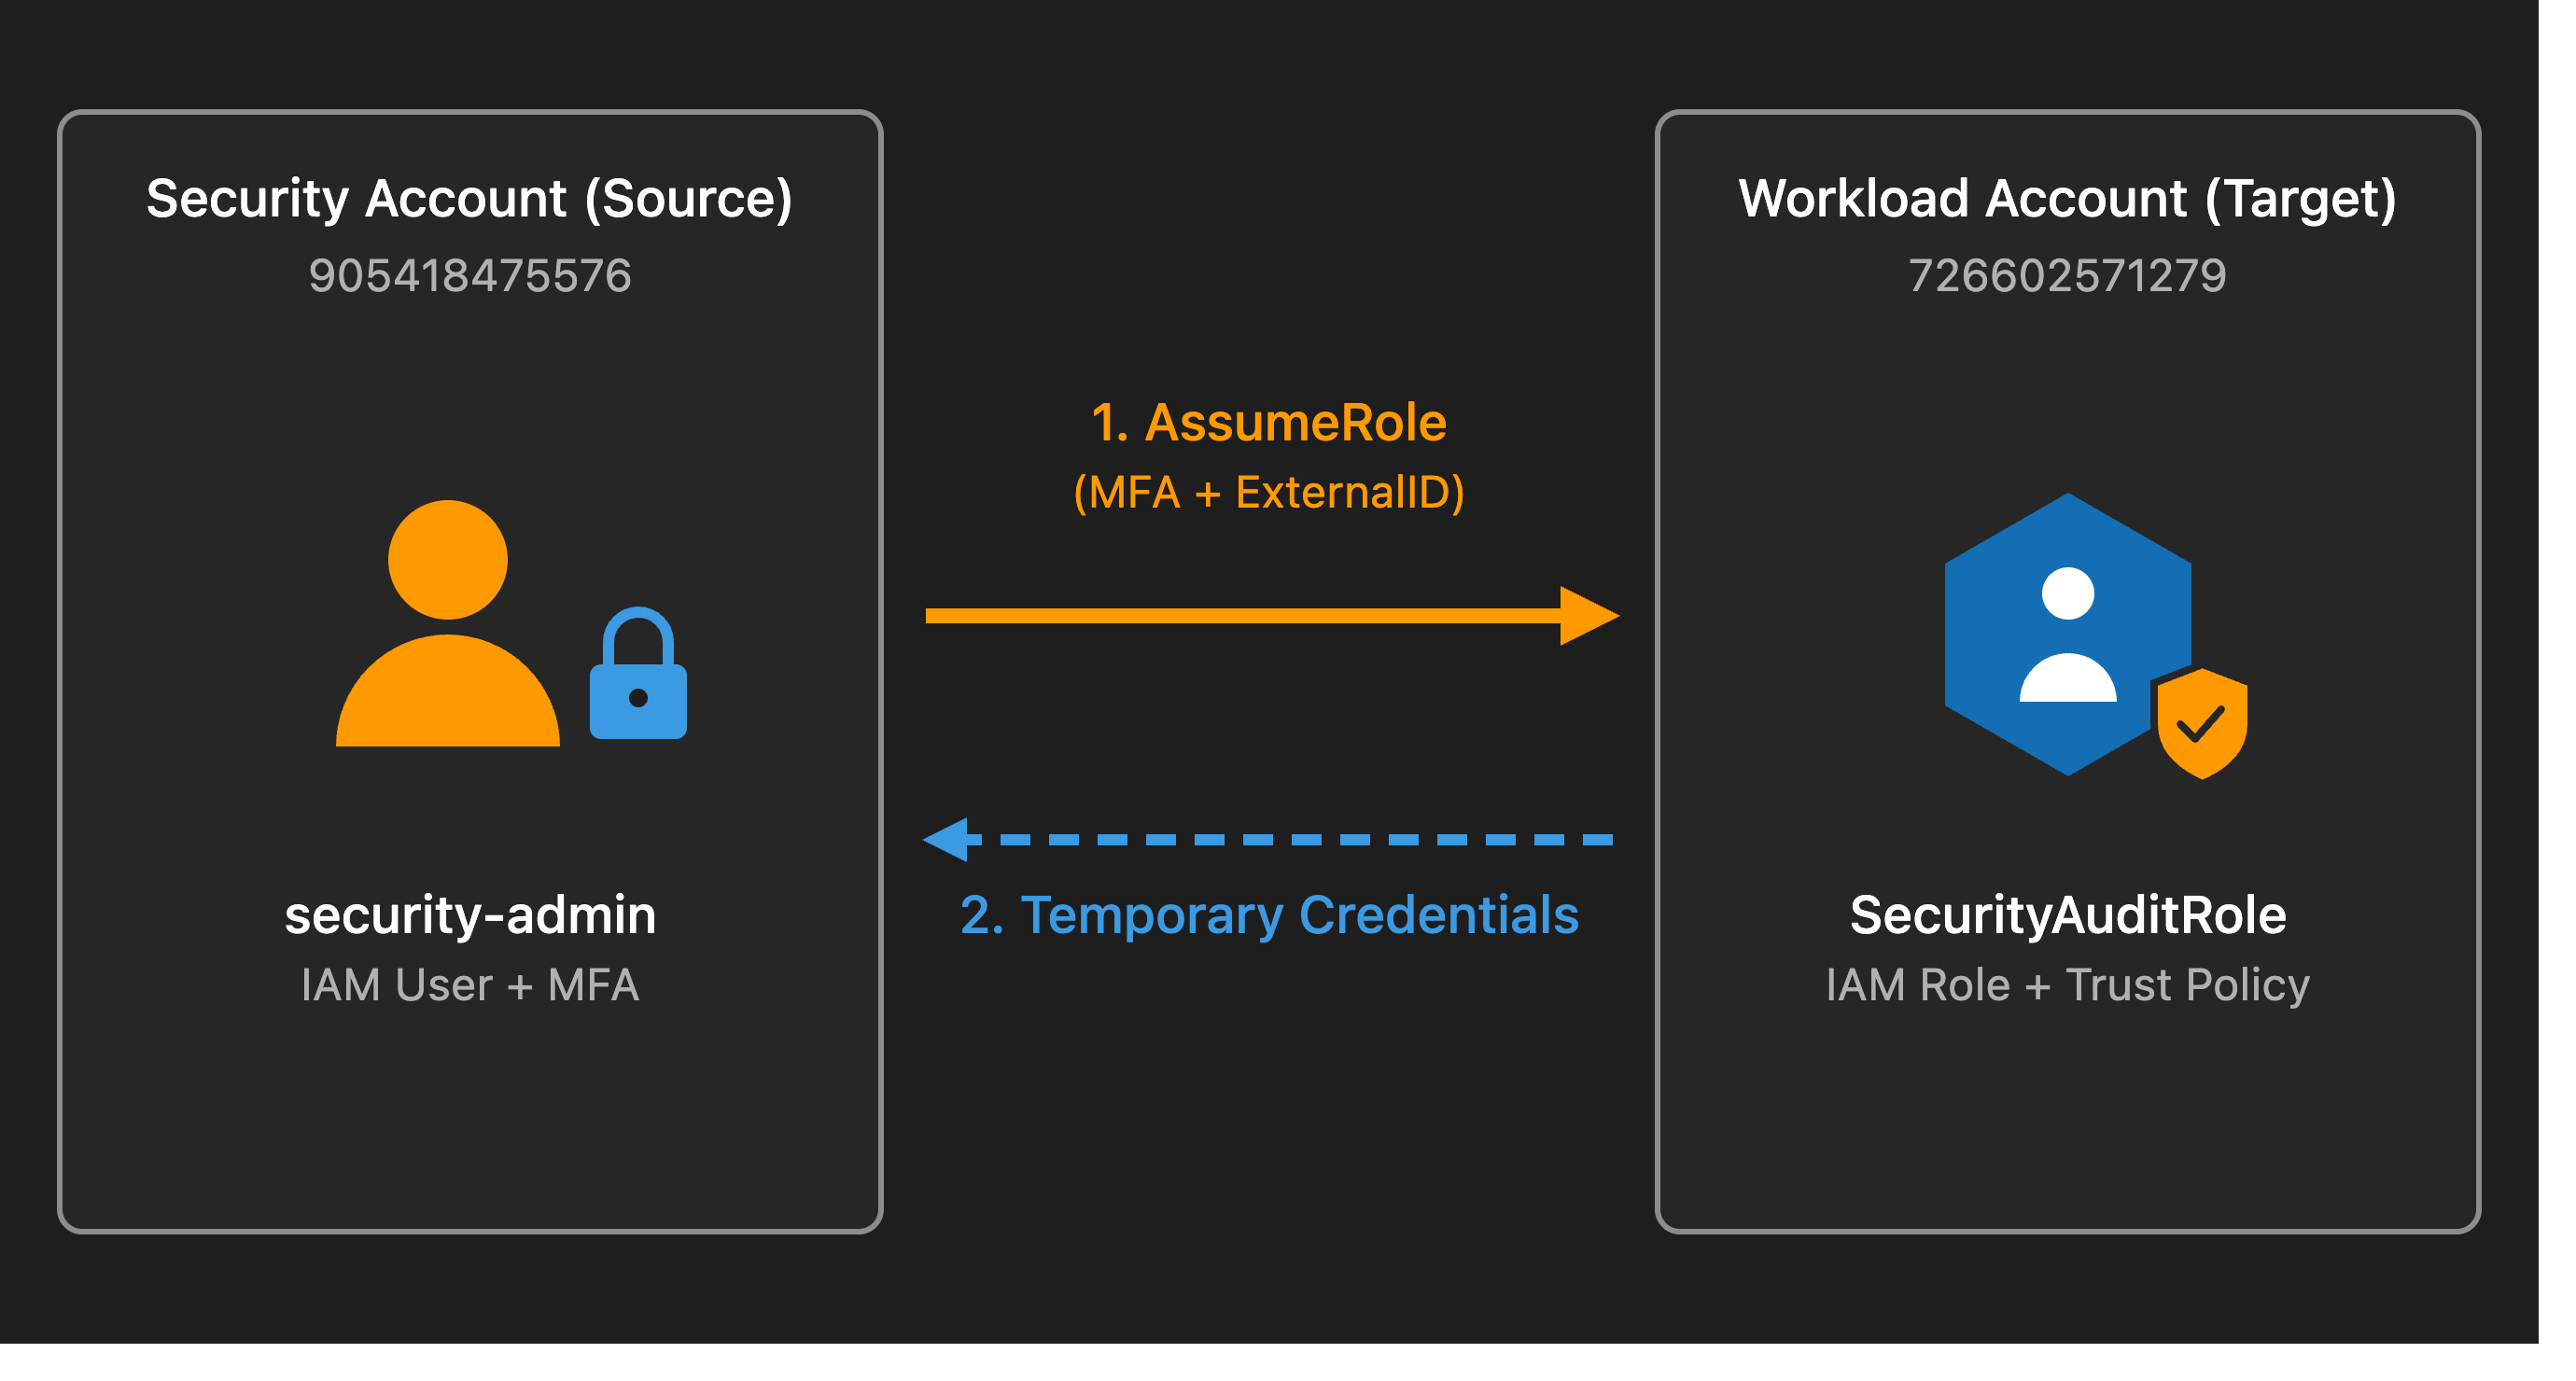 Security Account (Source)
905418475576
security-admin
IAM User + MFA
1. AssumeRole
(MFA + ExternalID)
2. Temporary Credentials
Workload Account (Target)
726602571279
SecurityAuditRole
IAM Role + Trust Policy